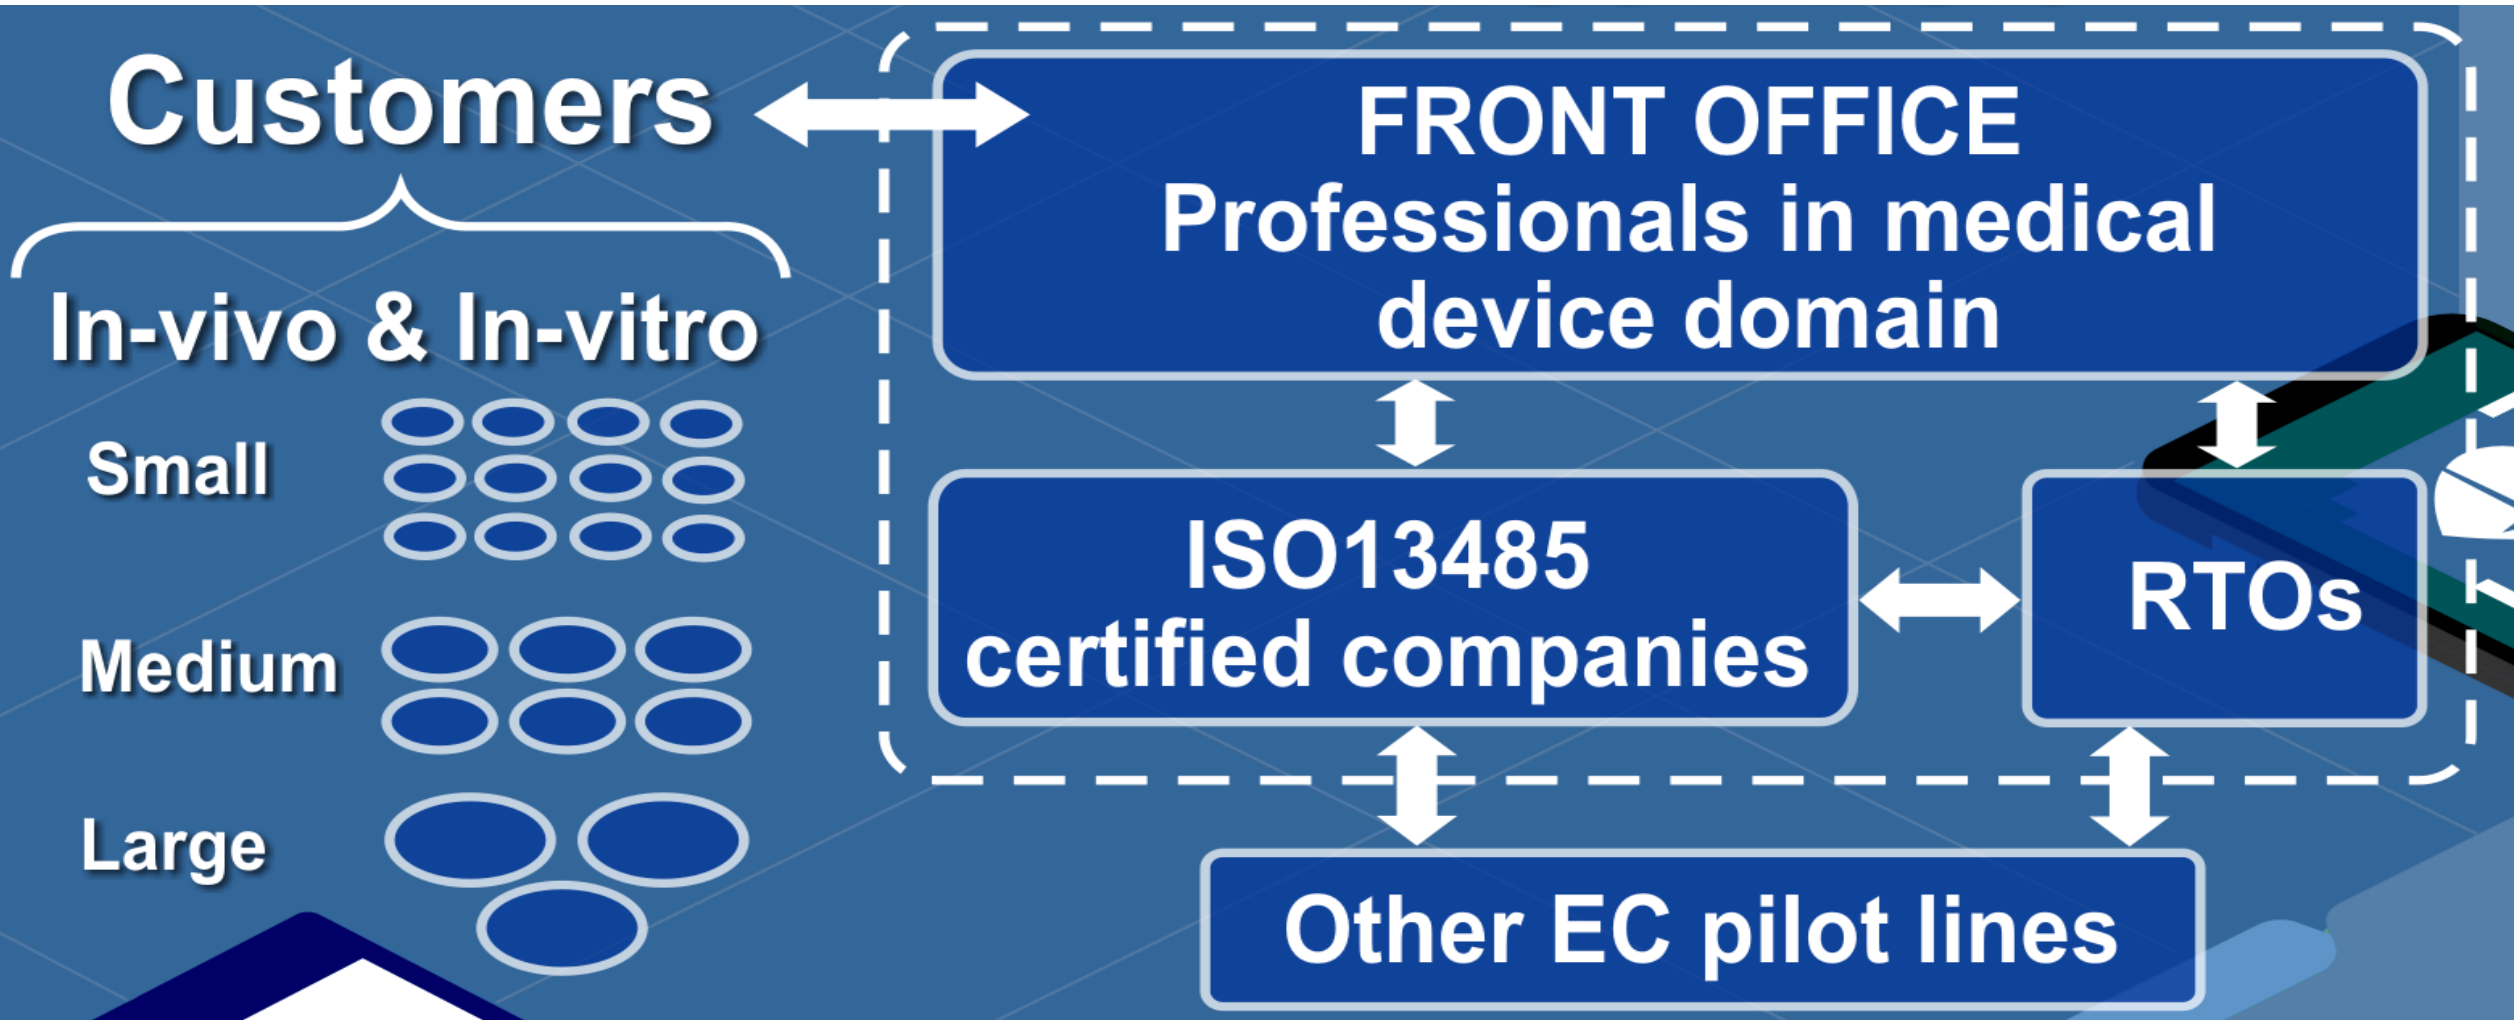 Customers
In-vivo & In-vitro
Small
Medium
Large
FRONT OFFICE
Professionals in medical
device domain
ISO13485
certified companies
RTOs
Other EC pilot lines